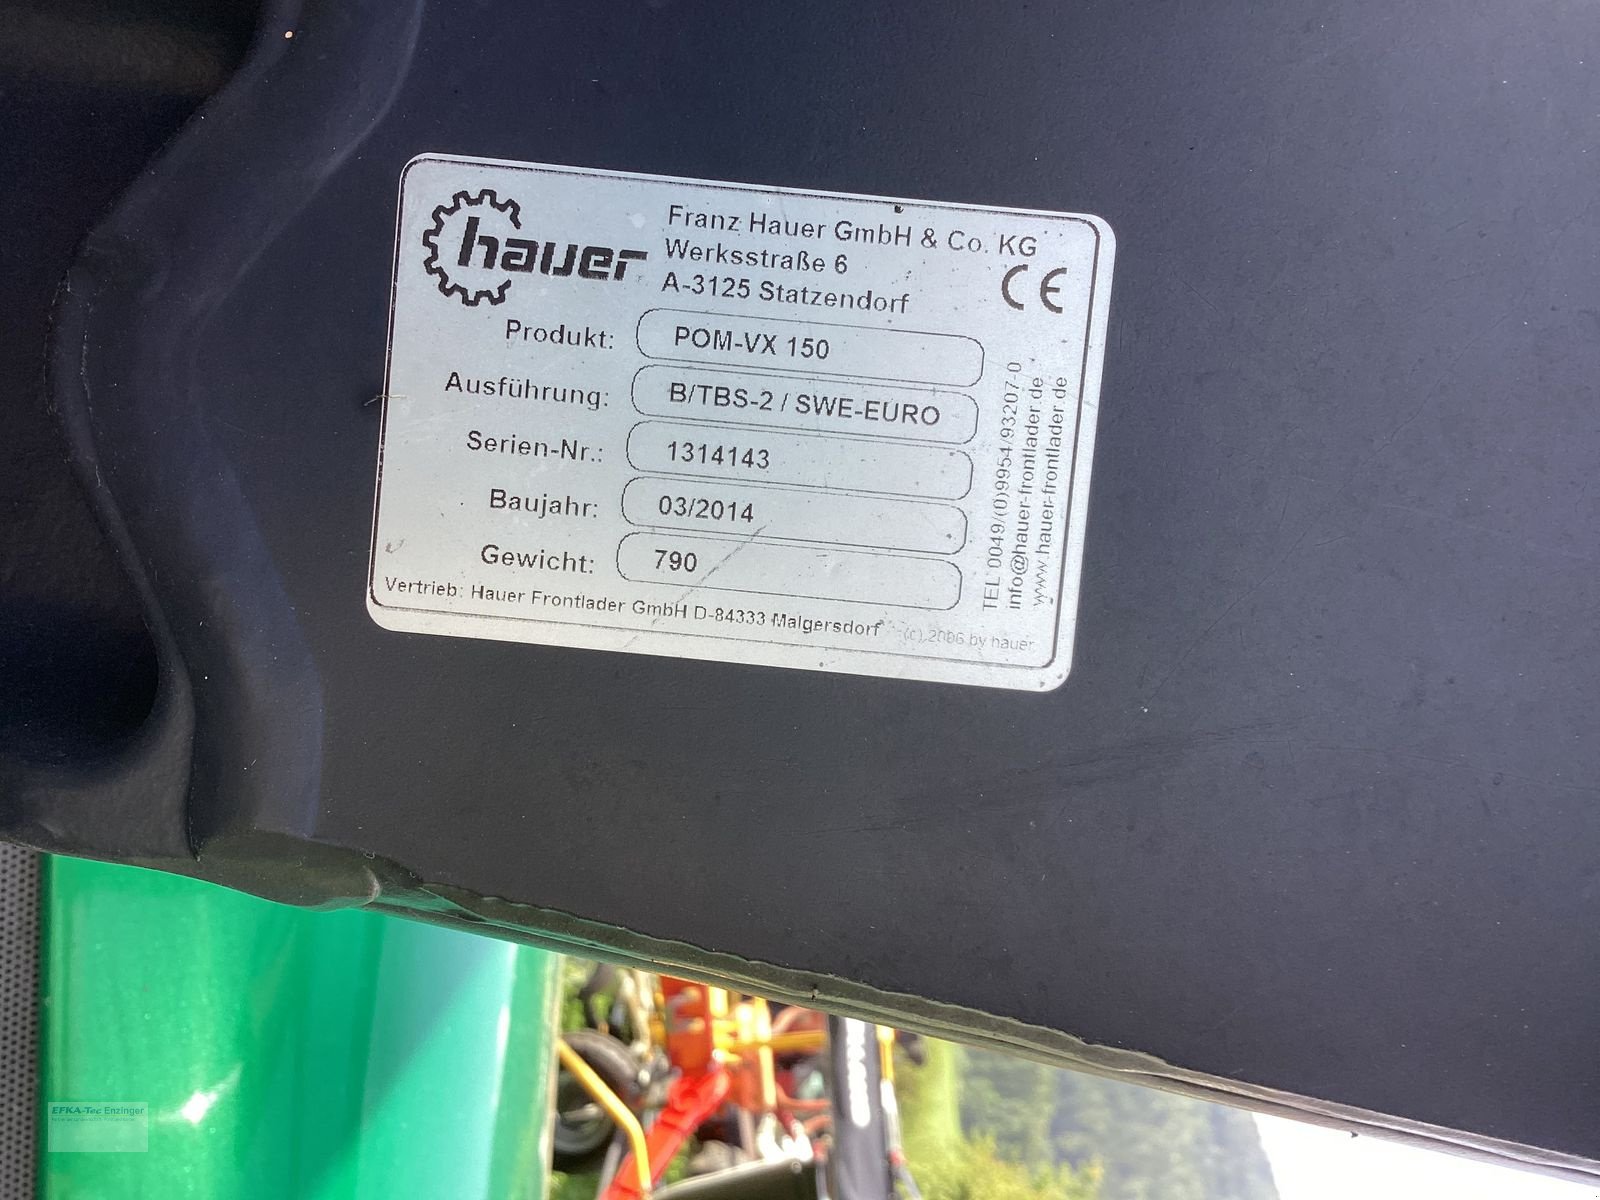 hauer
Franz Hauer GmbH & Co. KG
Werksstraße 6
A-3125 Statzendorf
CE
Produkt: POM-VX 150
Ausführung: B/TBS-2 / SWE-EURO
Serien-Nr.: 1314143
Baujahr: 03/2014
Gewicht: 790
Vertrieb: Hauer Frontlader GmbH D-84333 Malgersdorf
(c) 2006 by hauer
TEL 0049/(0)9954/93207-0
info@hauer-frontlader.de
www.hauer-frontlader.de
EFKA-Tec Enzinger